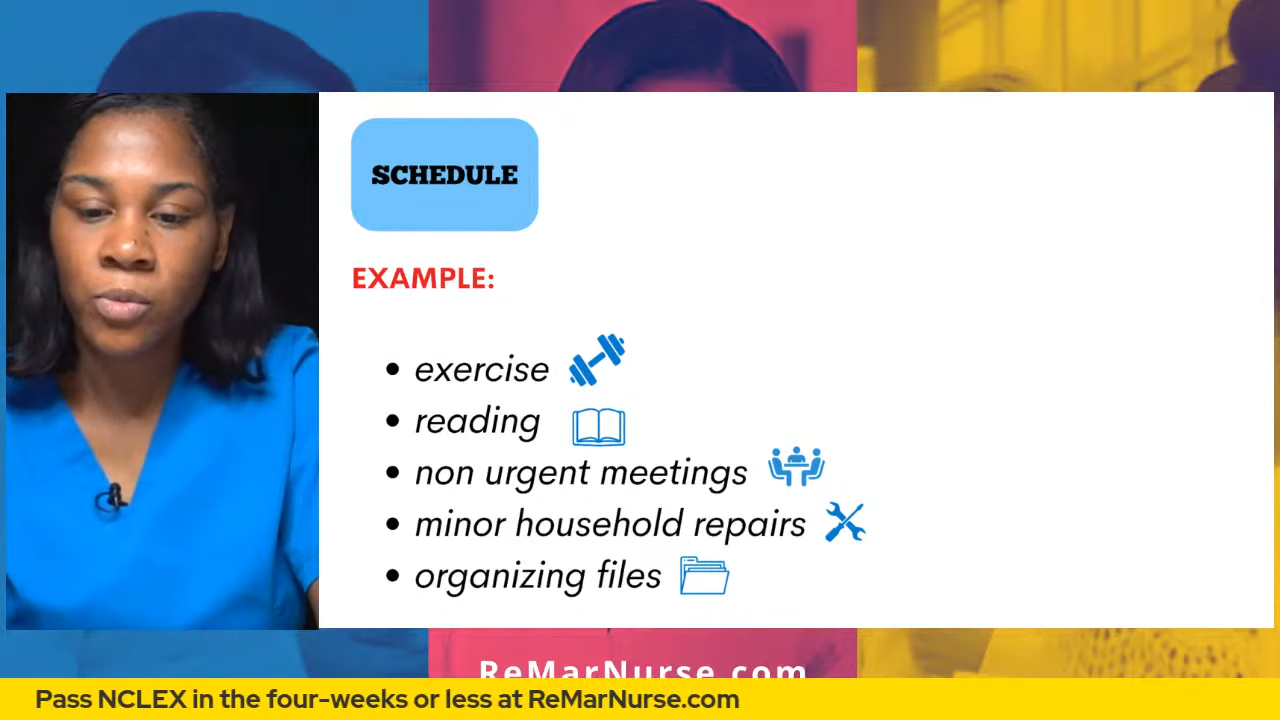 SCHEDULE
EXAMPLE:
exercise
reading
non urgent meetings
minor household repairs
organizing files
ReMarNurse.com
Pass NCLEX in the four-weeks or less at ReMarNurse.com